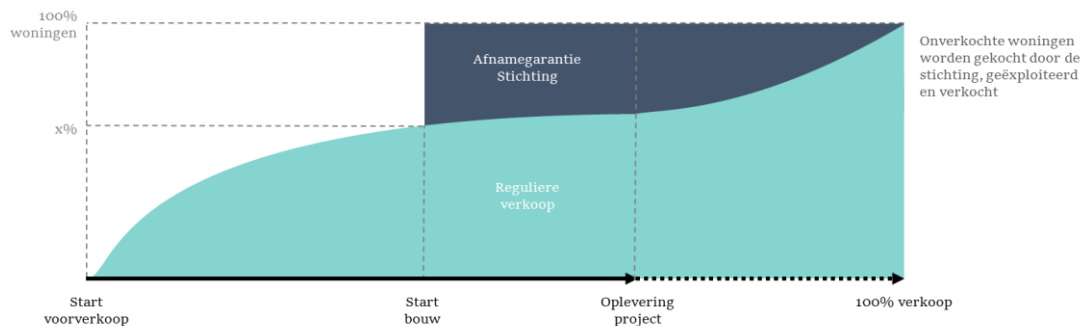 100%
woningen
Afnamegarantie
Stichting
Onverkochte woningen
worden gekocht door de
stichting, geëxploiteerd
en verkocht
x%
Reguliere
verkoop
Start
voorverkoop
Start
bouw
Oplevering
project
100% verkoop